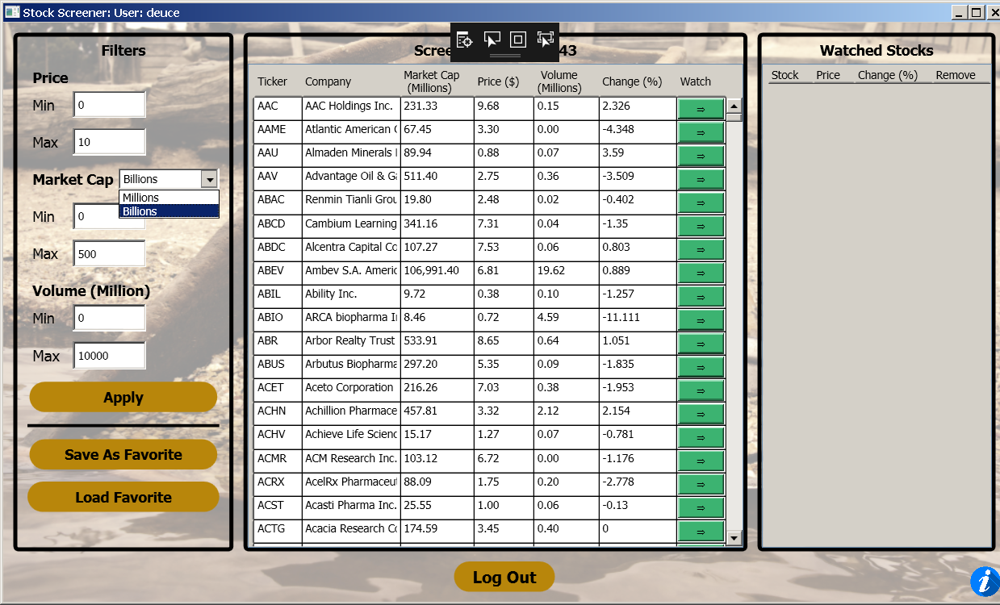 Stock Screener: User: deuce
Filters
Price
Min 0
Max 10
Market Cap Billions
Millions
Billions
Min 0
Max 500
Volume (Million)
Min 0
Max 10000
Apply
Save As Favorite
Load Favorite
Scree 43
Ticker Company Market Cap (Millions) Price ($) Volume (Millions) Change (%) Watch
AAC AAC Holdings Inc. 231.33 9.68 0.15 2.326 ⇒
AAME Atlantic American 67.45 3.30 0.00 -4.348 ⇒
AAU Almaden Minerals 89.94 0.88 0.07 3.59 ⇒
AAV Advantage Oil & Ga 511.40 2.75 0.36 -3.509 ⇒
ABAC Renmin Tianli Grou 19.80 2.48 0.02 -0.402 ⇒
ABCD Cambium Learning 341.16 7.31 0.04 -1.35 ⇒
ABDC Alcentra Capital Co 107.27 7.53 0.06 0.803 ⇒
ABEV Ambev S.A. Americ 106,991.40 6.81 19.62 0.889 ⇒
ABIL Ability Inc. 9.72 0.38 0.10 -1.257 ⇒
ABIO ARCA biopharma I 8.46 0.72 4.59 -11.111 ⇒
ABR Arbor Realty Trust 533.91 8.65 0.64 1.051 ⇒
ABUS Arbutus Biopharma 297.20 5.35 0.09 -1.835 ⇒
ACET Aceto Corporation 216.26 7.03 0.38 -1.953 ⇒
ACHN Achillion Pharmace 457.81 3.32 2.12 2.154 ⇒
ACHV Achieve Life Scienc 15.17 1.27 0.07 -0.781 ⇒
ACMR ACM Research Inc. 103.12 6.72 0.00 -1.176 ⇒
ACRX AcelRx Pharmaceut 88.09 1.75 0.20 -2.778 ⇒
ACST Acasti Pharma Inc. 25.55 1.00 0.06 -0.13 ⇒
ACTG Acacia Research Co 174.59 3.45 0.40 0 ⇒
Watched Stocks
Stock Price Change (%) Remove
Log Out
i